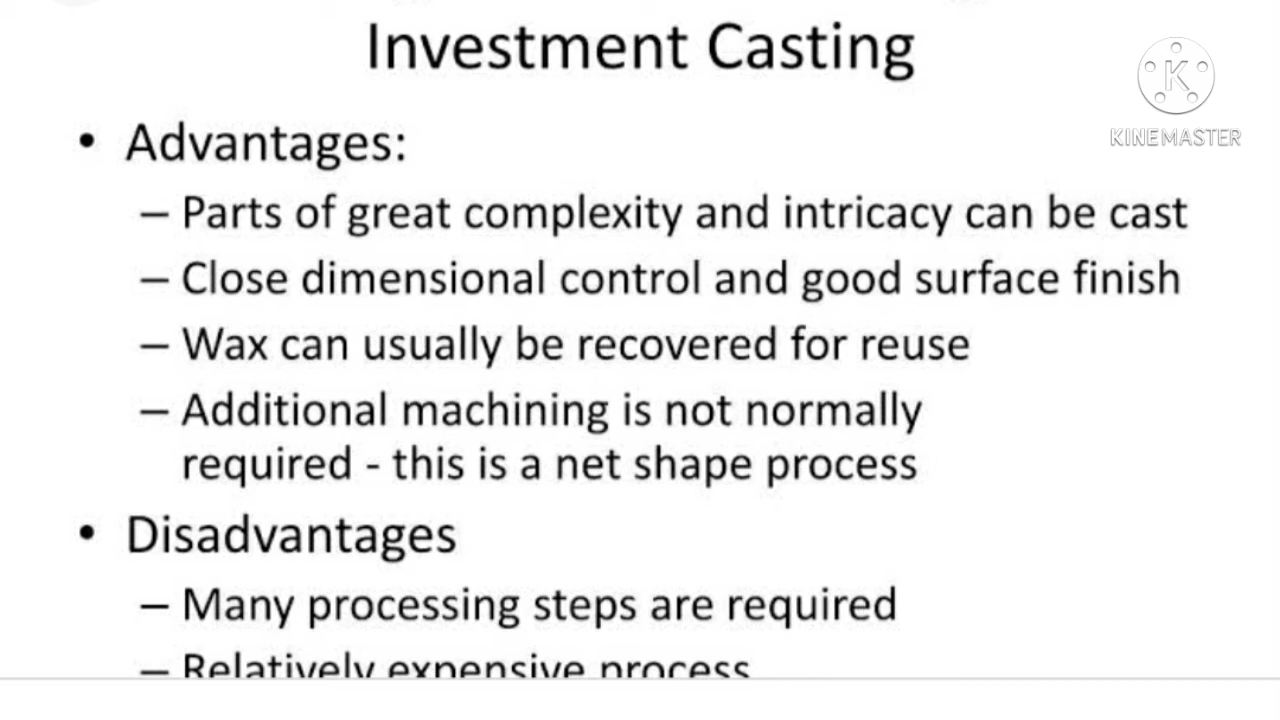 Investment Casting
K
KINEMASTER
• Advantages:
– Parts of great complexity and intricacy can be cast
– Close dimensional control and good surface finish
– Wax can usually be recovered for reuse
– Additional machining is not normally
required - this is a net shape process
• Disadvantages
– Many processing steps are required
– Relatively expensive process